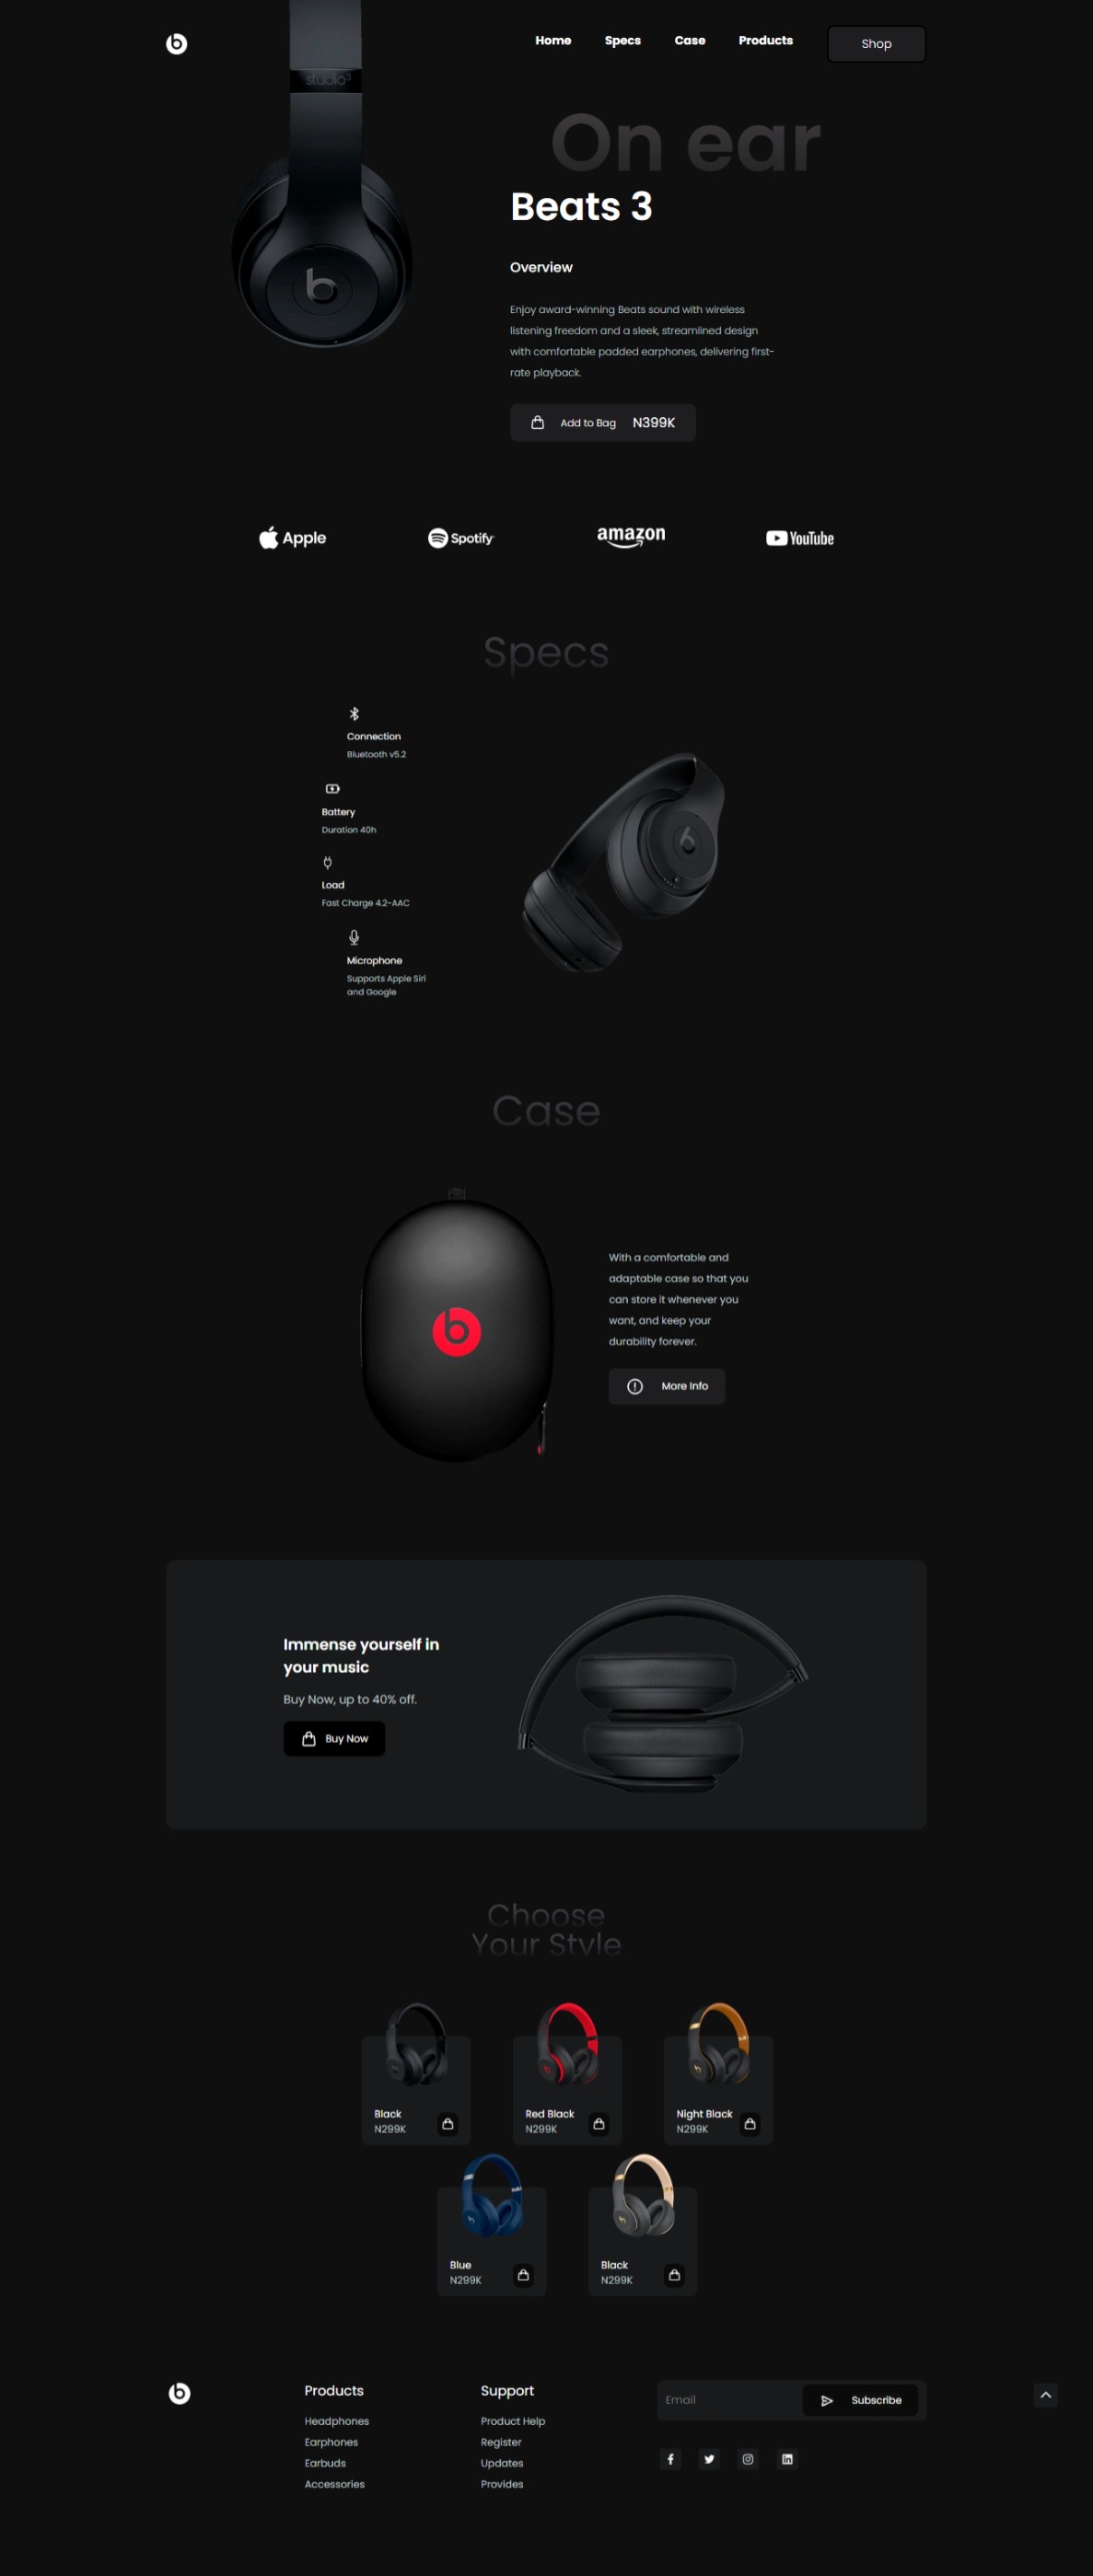 Home
Specs
Case
Products
Shop
studio3
On ear
Beats 3
Overview
Enjoy award-winning Beats sound with wireless
listening freedom and a sleek, streamlined design
with comfortable padded earphones, delivering first-
rate playback.
Add to Bag N399K
Apple
Spotify
amazon
YouTube
Specs
Connection
Bluetooth v5.2
Battery
Duration 40h
Load
Fast Charge 4.2-AAC
Microphone
Supports Apple Siri
and Google
Case
With a comfortable and
adaptable case so that you
can store it whenever you
want, and keep your
durability forever.
More Info
Immense yourself in
your music
Buy Now, up to 40% off.
Buy Now
Choose
Your Style
Black
N299K
Red Black
N299K
Night Black
N299K
Blue
N299K
Black
N299K
Products
Headphones
Earphones
Earbuds
Accessories
Support
Product Help
Register
Updates
Provides
Email
Subscribe